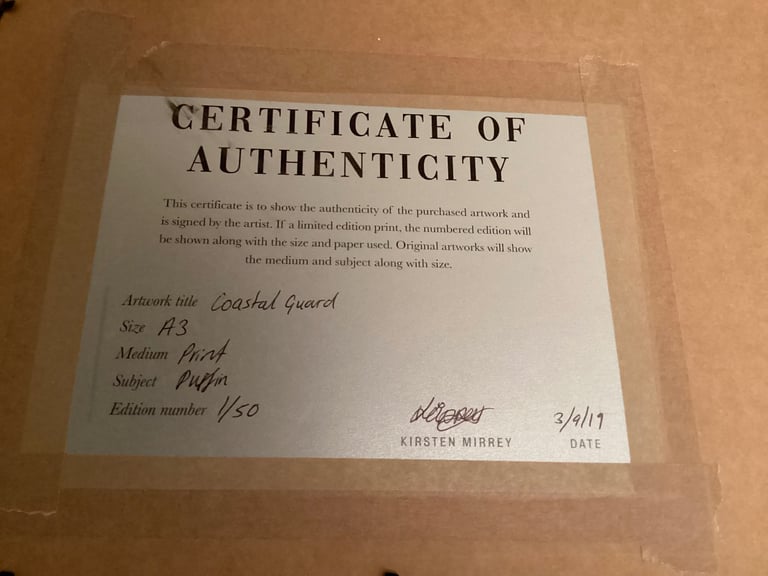 CERTIFICATE OF
AUTHENTICITY
This certificate is to show the authenticity of the purchased artwork and
is signed by the artist. If a limited edition print, the numbered edition will
be shown along with the size and paper used. Original artworks will show
the medium and subject along with size.
Artwork title Coastal Guard
Size A3
Medium Print
Subject Puffin
Edition number 1/50
KIRSTEN MIRREY
3/9/19
DATE